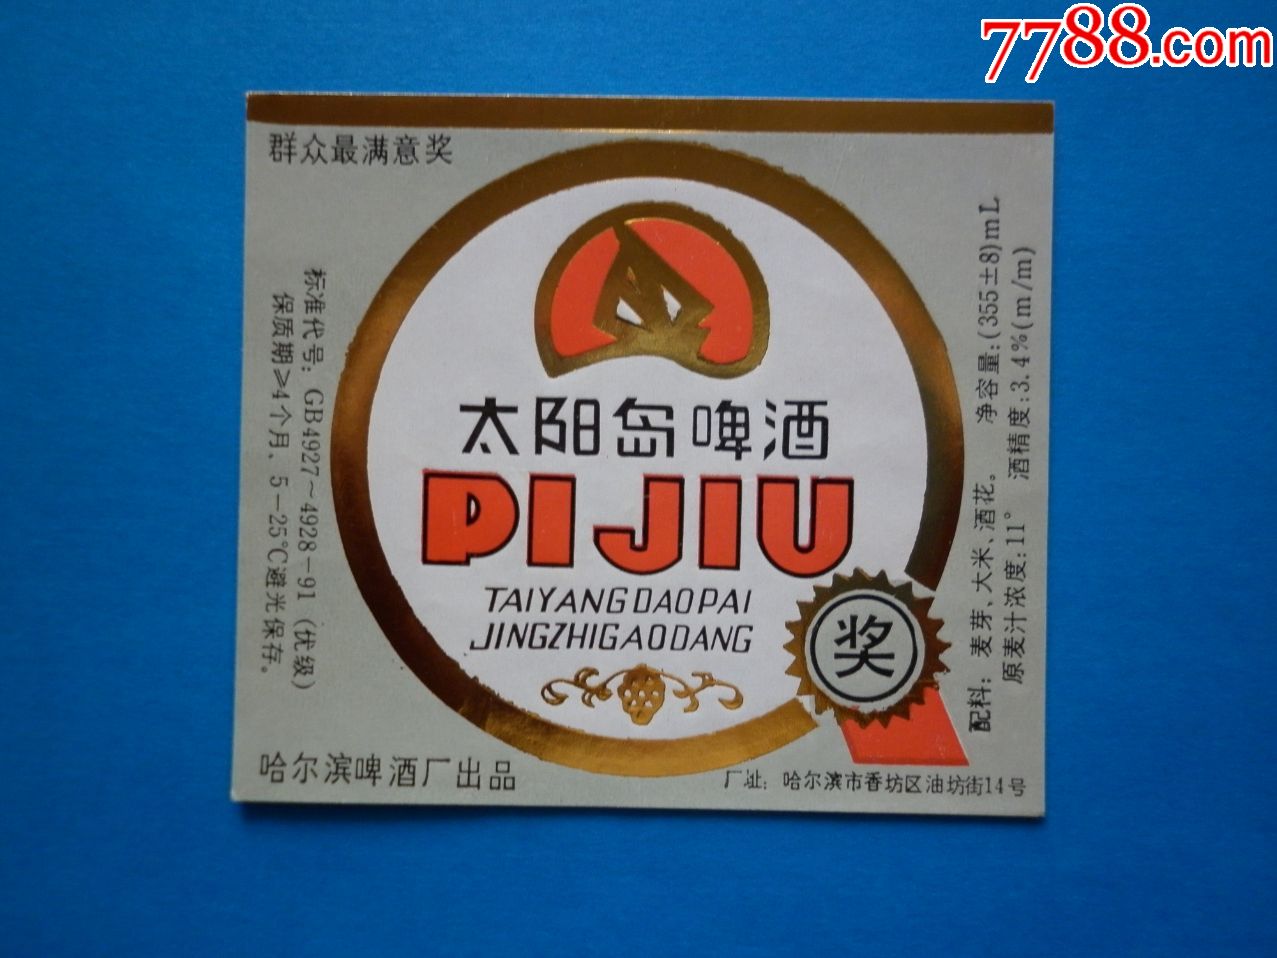 7788.com
群众最满意奖
标准代号：GB4927～4928－91（优级）
保质期≥4个月、5－25℃避光保存。
太阳岛啤酒
PIJIU
TAIYANGDAOPAI
JINGZHIGAODANG
奖
配料：麦芽、大米、酒花。 净容量：(355±8)mL
原麦汁浓度：11° 酒精度：3.4%(m/m)
哈尔滨啤酒厂出品
厂址：哈尔滨市香坊区油坊街14号